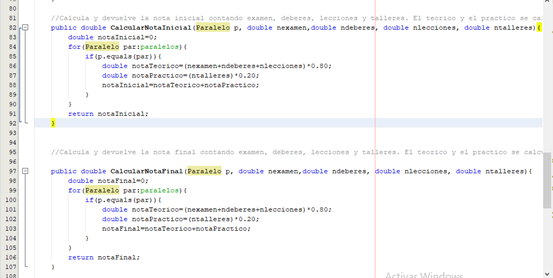 80
81 //Calcula y devuelve la nota inicial contando examen, deberes, lecciones y talleres. El teorico y el practico se ca
82 public double CalcularNotaInicial(Paralelo p, double nexamen,double ndeberes, double nlecciones, double ntalleres){
83 double notaInicial=0;
84 for(Paralelo par:paralelos){
85 if(p.equals(par)){
86 double notaTeorico=(nexamen+ndeberes+nlecciones)*0.80;
87 double notaPractico=(ntalleres)*0.20;
88 notaInicial=notaTeorico+notaPractico;
89 }
90 }
91 return notaInicial;
92 }
93
94
95 //Calcula y devuelve la nota final contando examen, deberes, lecciones y talleres. El teorico y el practico se calcu
96
97 public double CalcularNotaFinal(Paralelo p, double nexamen,double ndeberes, double nlecciones, double ntalleres){
98 double notaFinal=0;
99 for(Paralelo par:paralelos){
100 if(p.equals(par)){
101 double notaTeorico=(nexamen+ndeberes+nlecciones)*0.80;
102 double notaPractico=(ntalleres)*0.20;
103 notaFinal=notaTeorico+notaPractico;
104 }
105 }
106 return notaFinal;
107 }
108
Activar Windows